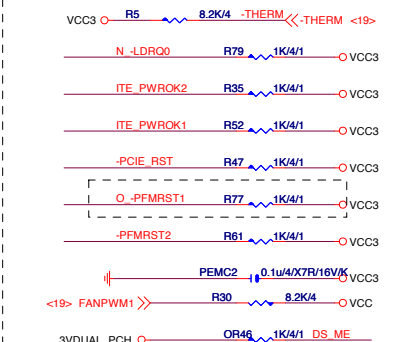 VCC3 R5 8.2K/4 -THERM -THERM <19>
N_-LDRQ0 R79 1K/4/1 VCC3
ITE_PWROK2 R35 1K/4/1 VCC3
ITE_PWROK1 R52 1K/4/1 VCC3
-PCIE_RST R47 1K/4/1 VCC3
O_-PFMRST1 R77 1K/4/1 VCC3
-PFMRST2 R61 1K/4/1 VCC3
PEMC2 0.1u/4/X7R/16V/K VCC3
<19> FANPWM1 R30 8.2K/4 VCC
3VDUAL_PCH OR46 1K/4/1 DS_ME